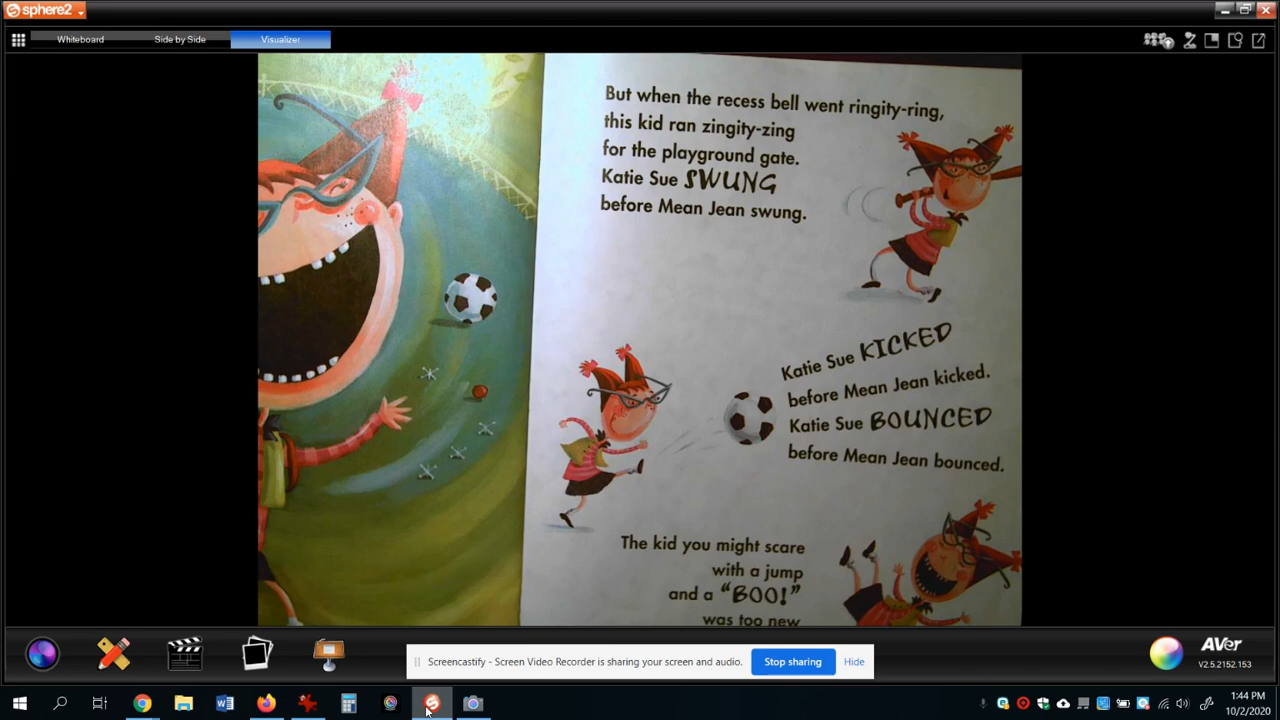 sphere2
Whiteboard
Side by Side
Visualizer
But when the recess bell went ringity-ring,
this kid ran zingity-zing
for the playground gate.
Katie Sue SWUNG
before Mean Jean swung.
Katie Sue KICKED
before Mean Jean kicked.
Katie Sue BOUNCED
before Mean Jean bounced.
The kid you might scare
with a jump
and a "BOO!"
was too new
Screencastify - Screen Video Recorder is sharing your screen and audio.
Stop sharing
Hide
AVer
V2.5.2152.153
1:44 PM
10/2/2020